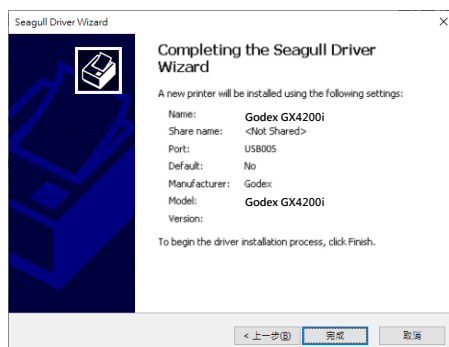 Seagull Driver Wizard
Completing the Seagull Driver
Wizard
A new printer will be installed using the following settings:
Name: Godex GX4200i
Share name: <Not Shared>
Port: USB005
Default: No
Manufacturer: Godex
Model: Godex GX4200i
Version:
To begin the driver installation process, click Finish.
< 上一步(B) 完成 取消